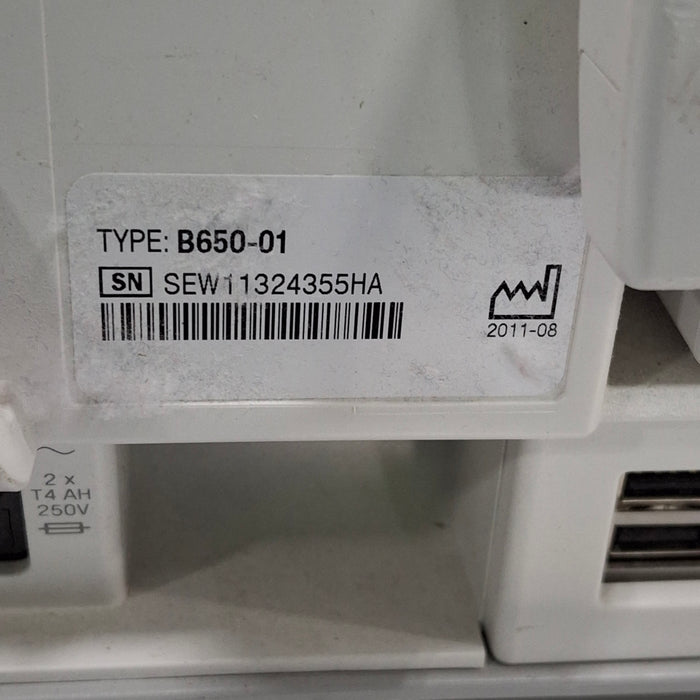 TYPE: B650-01
SN SEW11324355HA
2011-08
2 x
T4 AH
250V